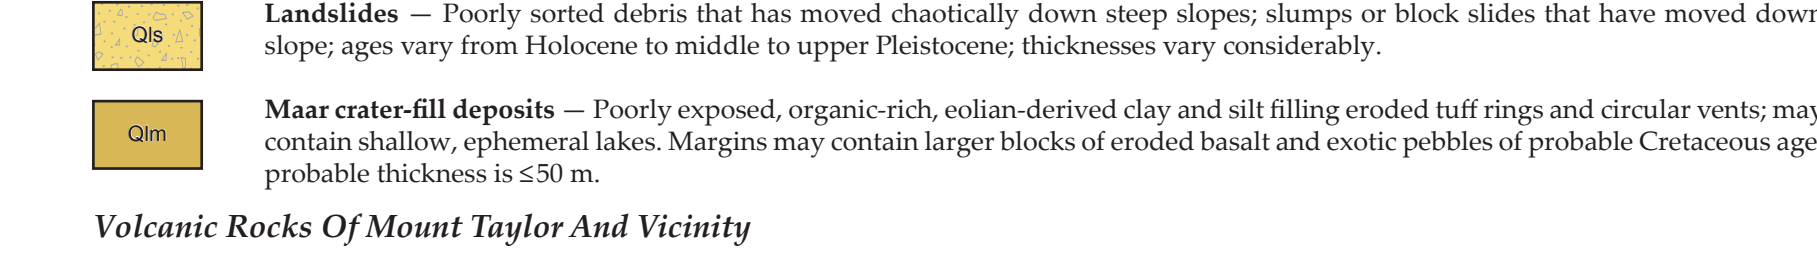 Qls
Landslides — Poorly sorted debris that has moved chaotically down steep slopes; slumps or block slides that have moved down
slope; ages vary from Holocene to middle to upper Pleistocene; thicknesses vary considerably.
Qlm
Maar crater-fill deposits — Poorly exposed, organic-rich, eolian-derived clay and silt filling eroded tuff rings and circular vents; may
contain shallow, ephemeral lakes. Margins may contain larger blocks of eroded basalt and exotic pebbles of probable Cretaceous age
probable thickness is ≤50 m.
Volcanic Rocks Of Mount Taylor And Vicinity